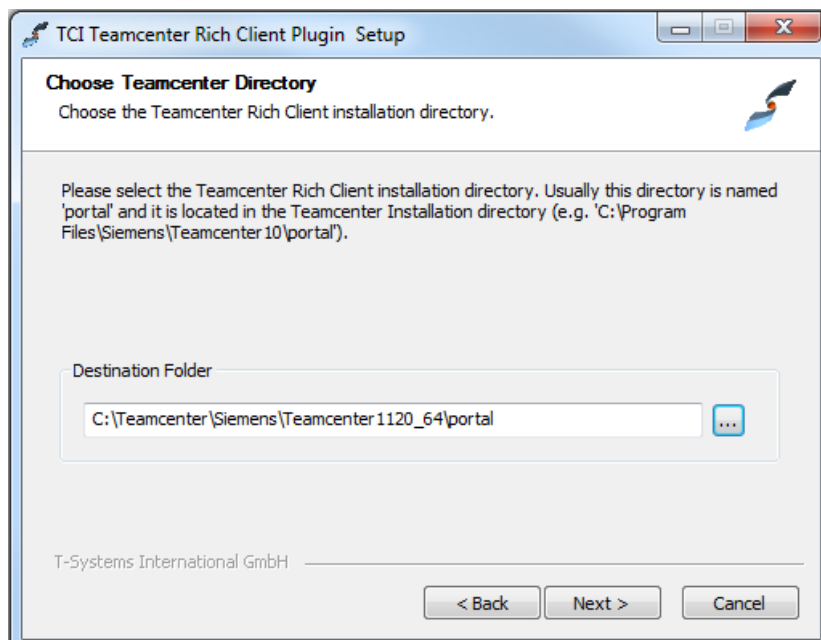 TCI Teamcenter Rich Client Plugin  Setup
Choose Teamcenter Directory
Choose the Teamcenter Rich Client installation directory.
Please select the Teamcenter Rich Client installation directory. Usually this directory is named
'portal' and it is located in the Teamcenter Installation directory (e.g. 'C:\Program
Files\Siemens\Teamcenter10\portal').
Destination Folder
C:\Teamcenter\Siemens\Teamcenter1120_64\portal
...
T-Systems International GmbH
< Back
Next >
Cancel